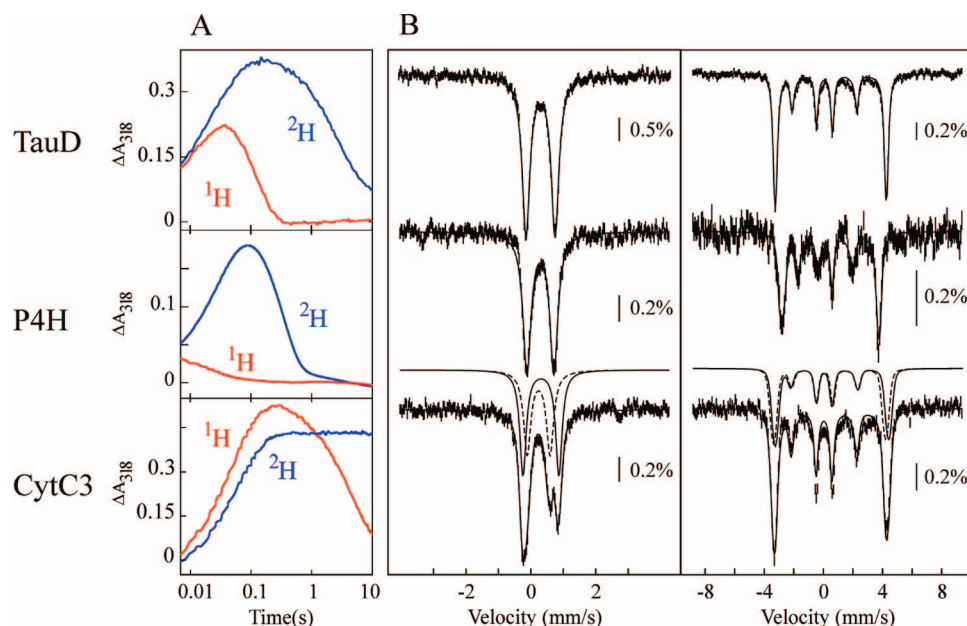 A
B
TauD
ΔA₃₁₈
0.3
0.15
0
²H
¹H
0.5%
0.2%
P4H
ΔA₃₁₈
0.1
0
²H
¹H
0.2%
0.2%
CytC3
ΔA₃₁₈
0.3
0.15
0
¹H
²H
0.2%
0.2%
0.01 0.1 1 10
Time(s)
-2 0 2
Velocity (mm/s)
-8 -4 0 4 8
Velocity (mm/s)